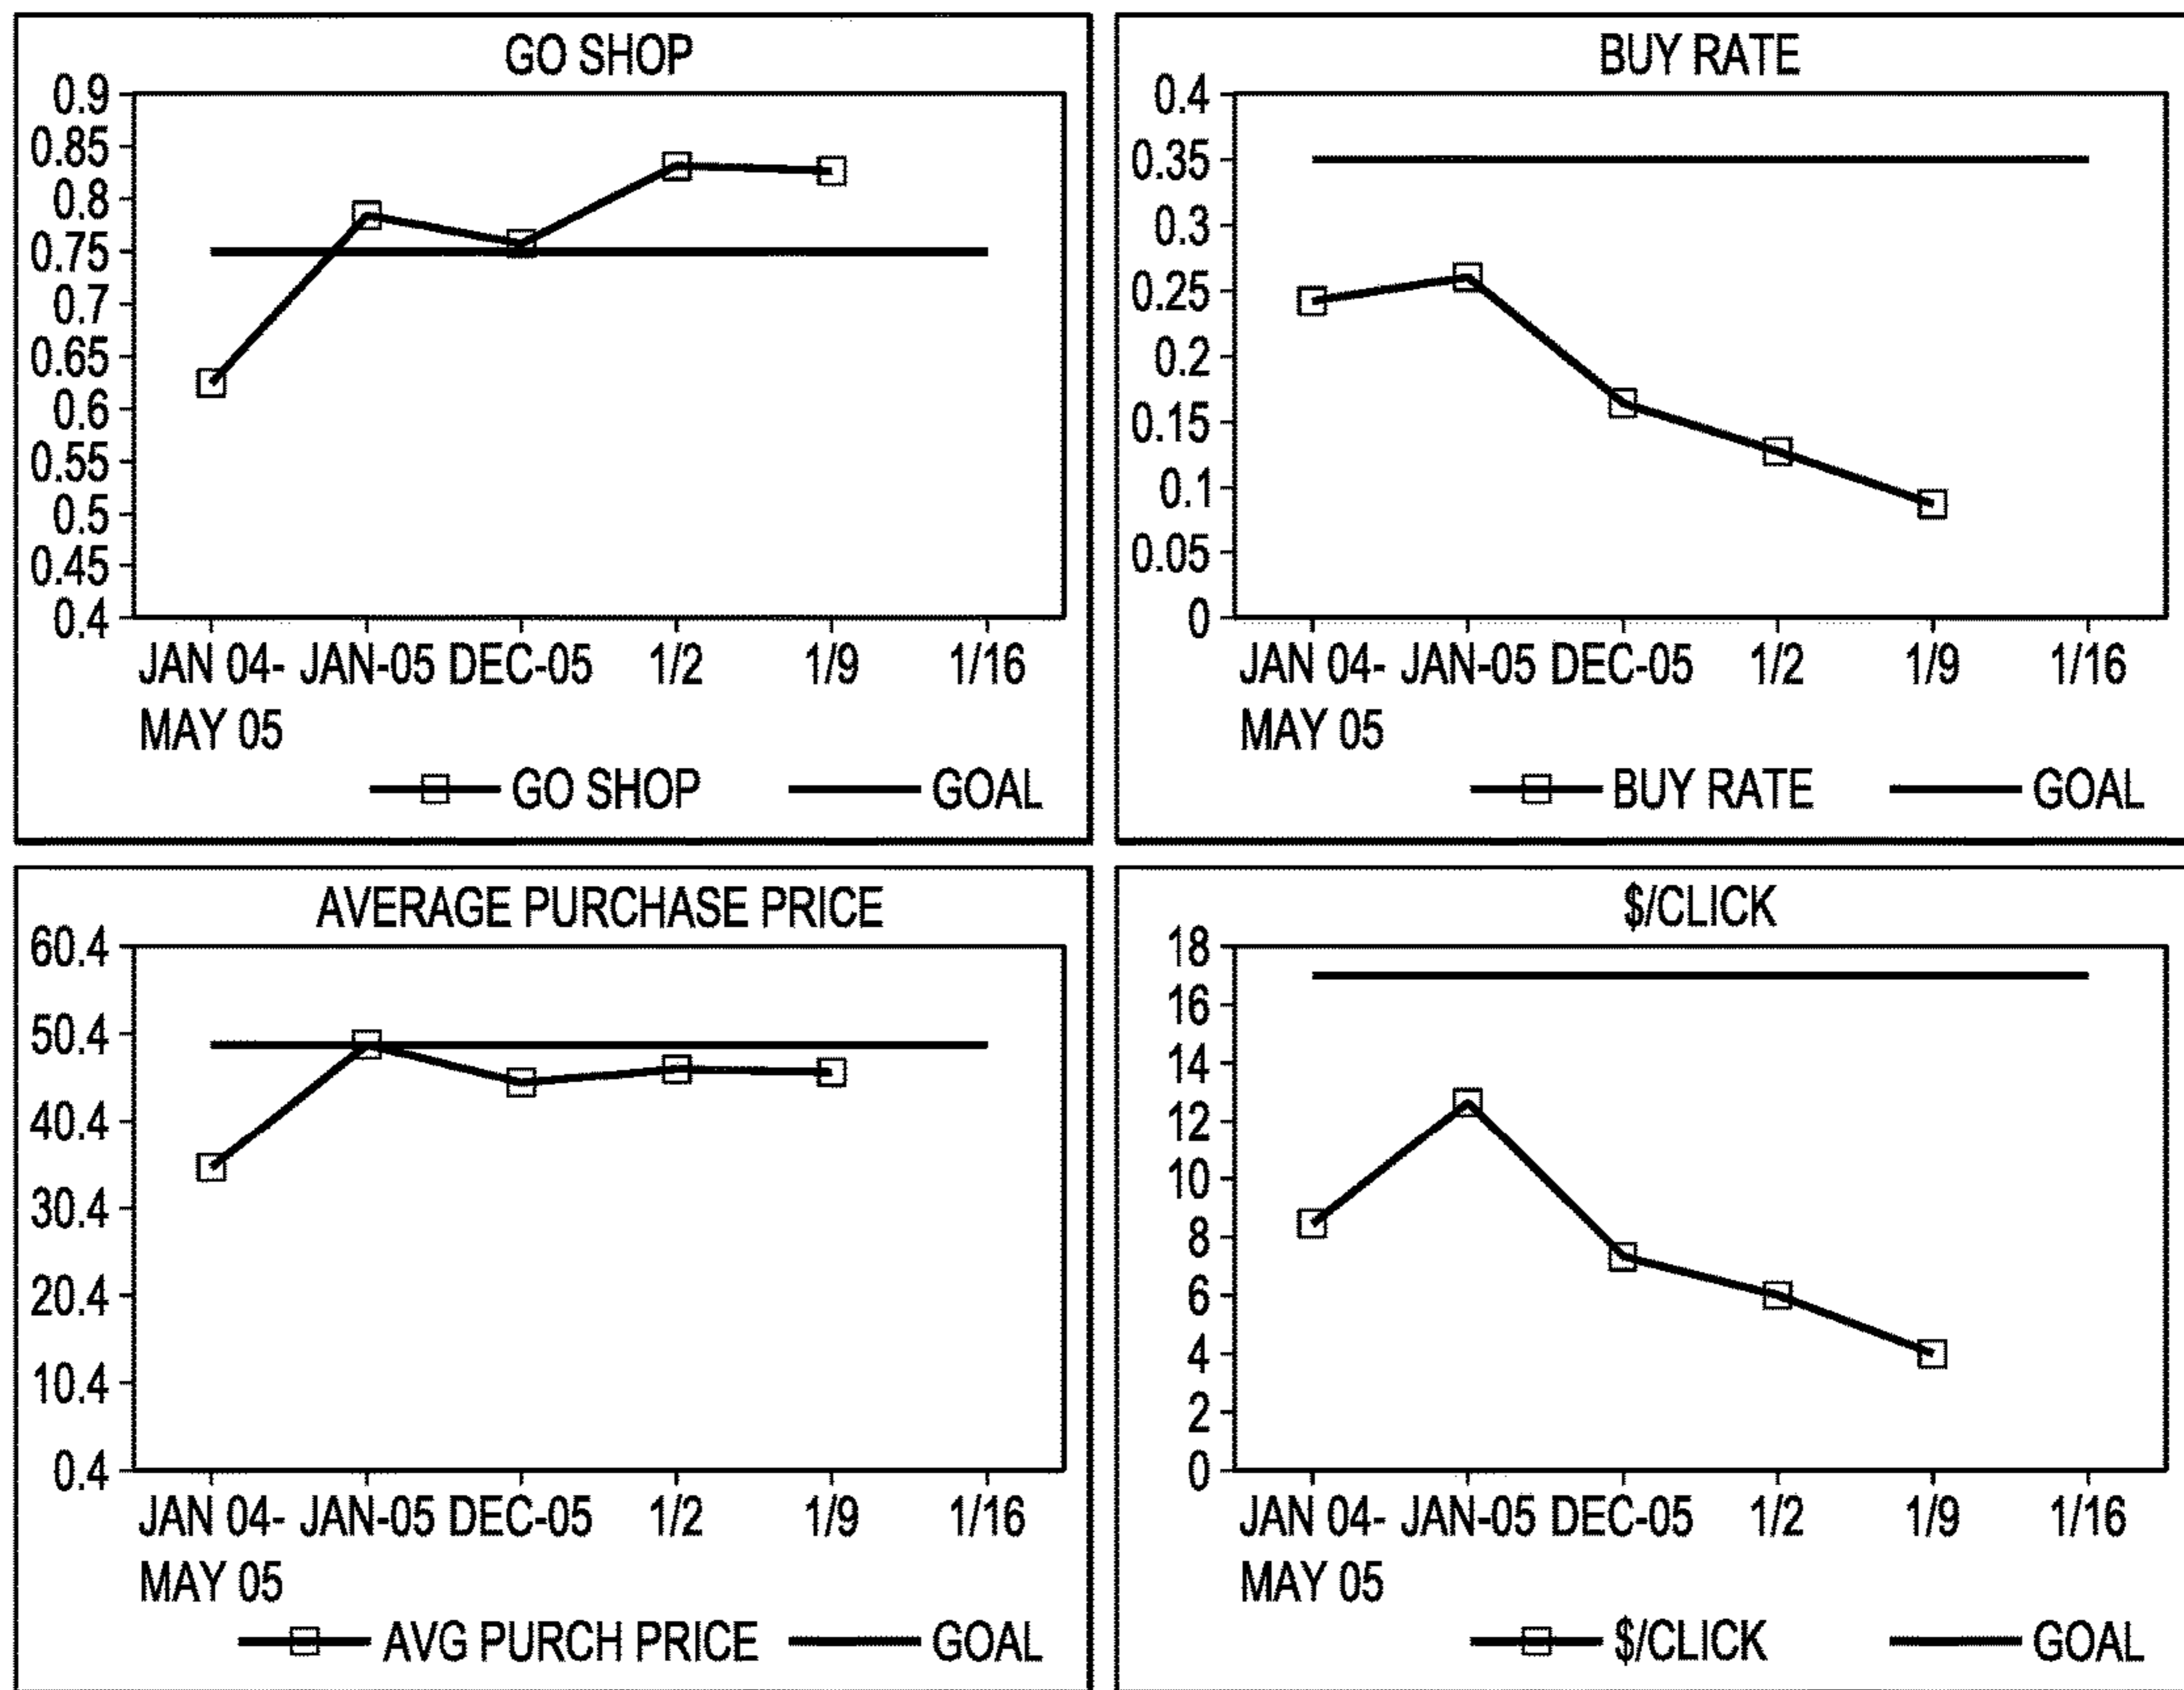 GO SHOP
0.9
0.85
0.8
0.75
0.7
0.65
0.6
0.55
0.5
0.45
0.4
JAN 04- JAN-05 DEC-05 1/2 1/9 1/16
MAY 05
GO SHOP GOAL
BUY RATE
0.4
0.35
0.3
0.25
0.2
0.15
0.1
0.05
0
JAN 04- JAN-05 DEC-05 1/2 1/9 1/16
MAY 05
BUY RATE GOAL
AVERAGE PURCHASE PRICE
60.4
50.4
40.4
30.4
20.4
10.4
0.4
JAN 04- JAN-05 DEC-05 1/2 1/9 1/16
MAY 05
AVG PURCH PRICE GOAL
$/CLICK
18
16
14
12
10
8
6
4
2
0
JAN 04- JAN-05 DEC-05 1/2 1/9 1/16
MAY 05
$/CLICK GOAL